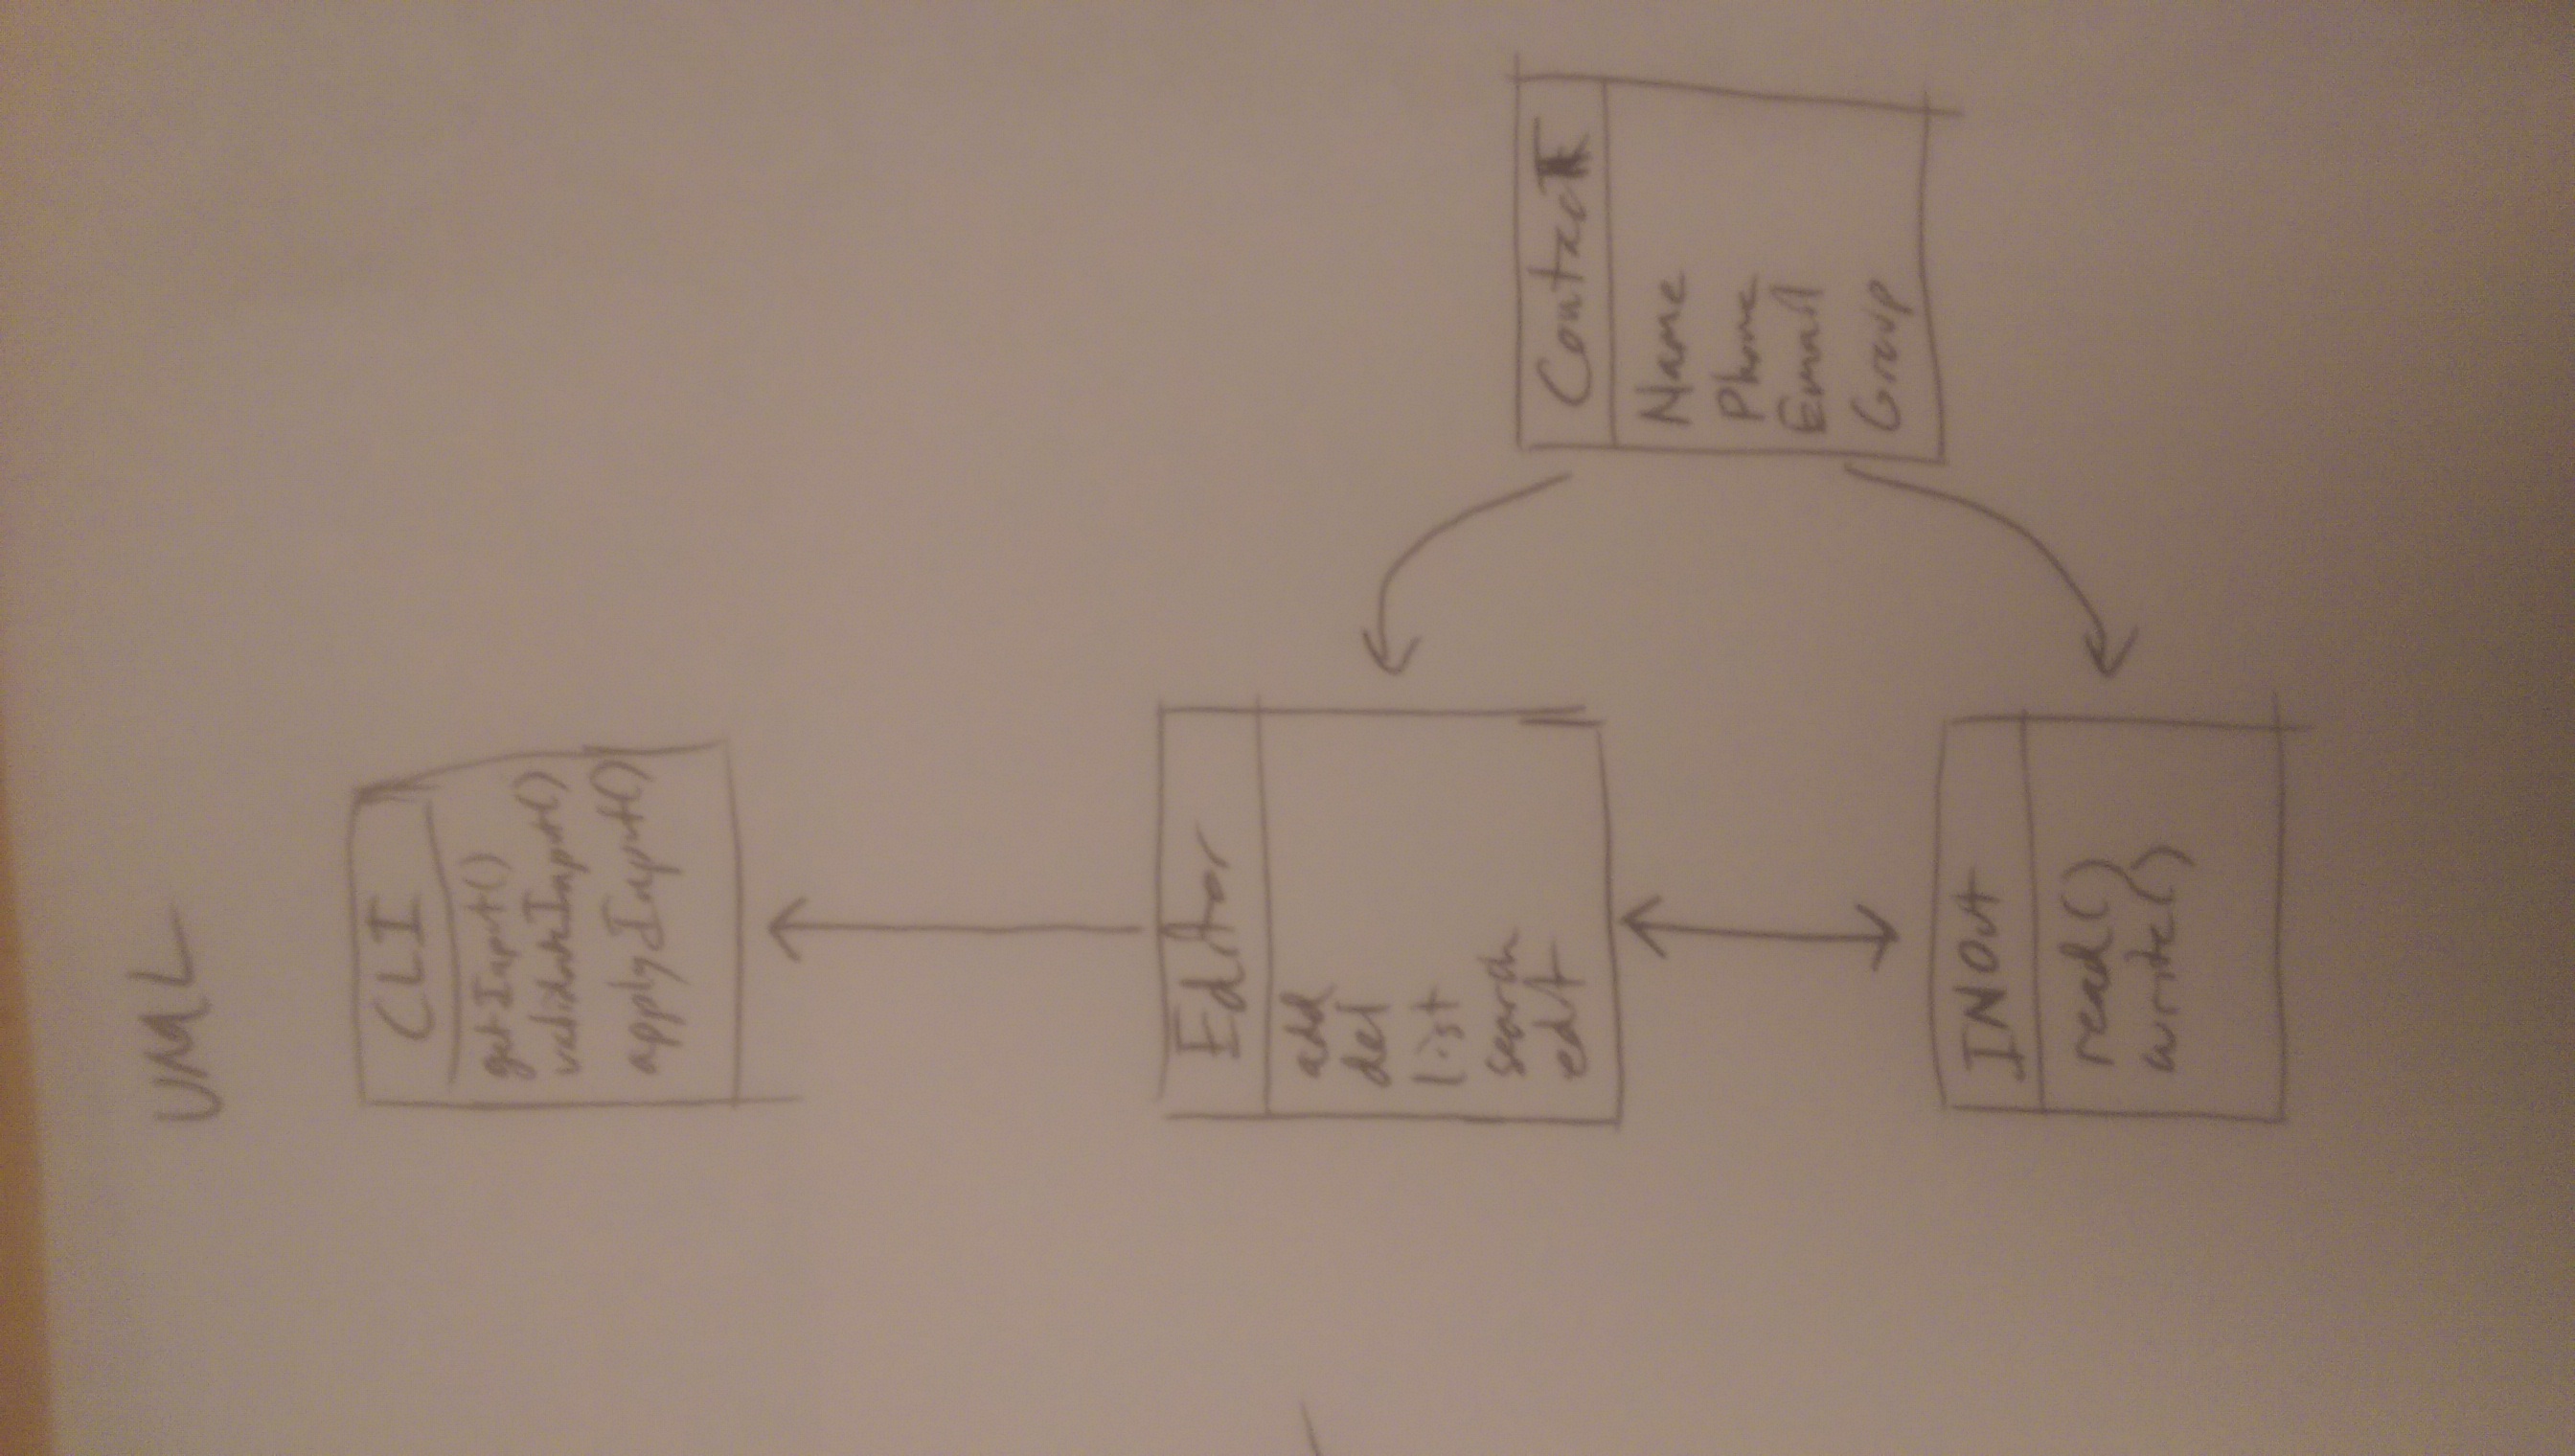 UML
CLI
getInput()
validateInput()
applyInput()
Editor
add
del
list
search
edit
Contact
Name
Phone
Email
Group
INOut
read()
write()